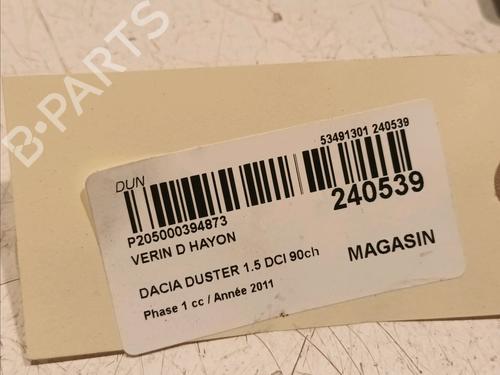 B-PARTS
53491301 240539
DUN
240539
P205000394873
VERIN D HAYON
DACIA DUSTER 1.5 DCI 90ch
MAGASIN
Phase 1 cc / Année 2011